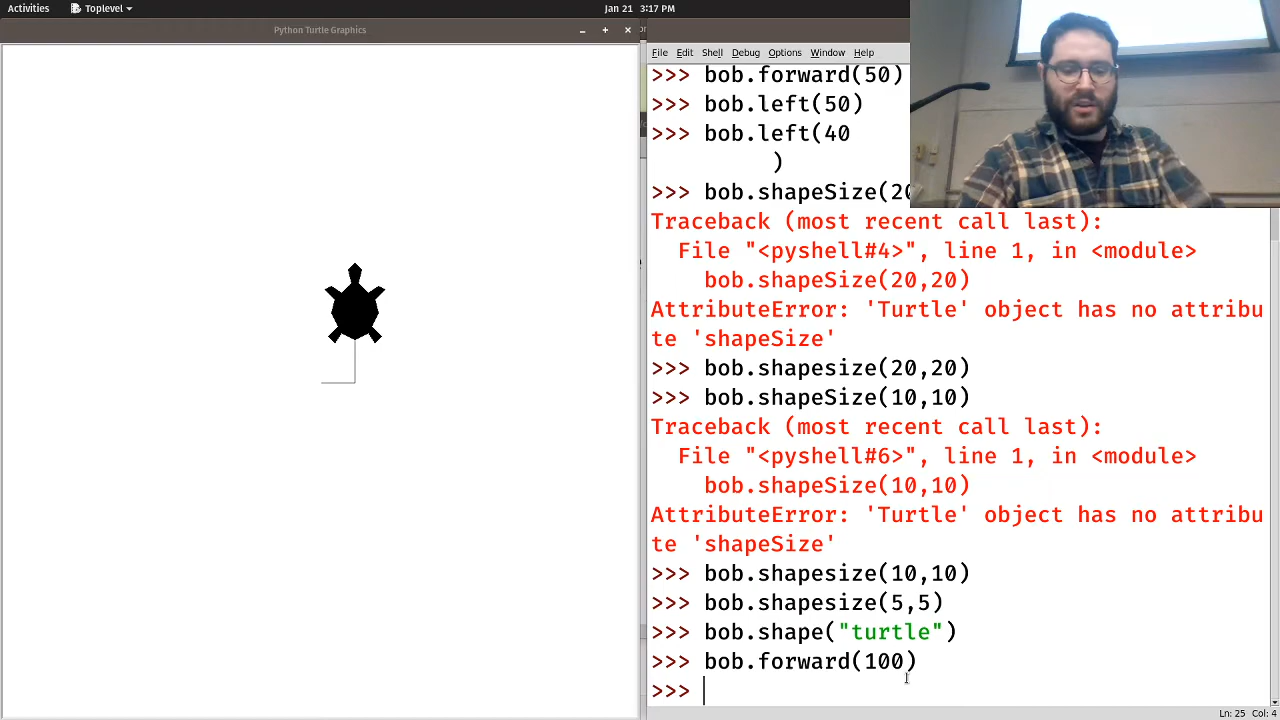 Activities
Toplevel
Jan 21 3:17 PM
Python Turtle Graphics
File Edit Shell Debug Options Window Help
>>> bob.forward(50)
>>> bob.left(50)
>>> bob.left(40
)
>>> bob.shapeSize(20
Traceback (most recent call last):
File "<pyshell#4>", line 1, in <module>
bob.shapeSize(20,20)
AttributeError: 'Turtle' object has no attribu
te 'shapeSize'
>>> bob.shapesize(20,20)
>>> bob.shapeSize(10,10)
Traceback (most recent call last):
File "<pyshell#6>", line 1, in <module>
bob.shapeSize(10,10)
AttributeError: 'Turtle' object has no attribu
te 'shapeSize'
>>> bob.shapesize(10,10)
>>> bob.shapesize(5,5)
>>> bob.shape("turtle")
>>> bob.forward(100)
>>>
Ln: 25 Col: 4